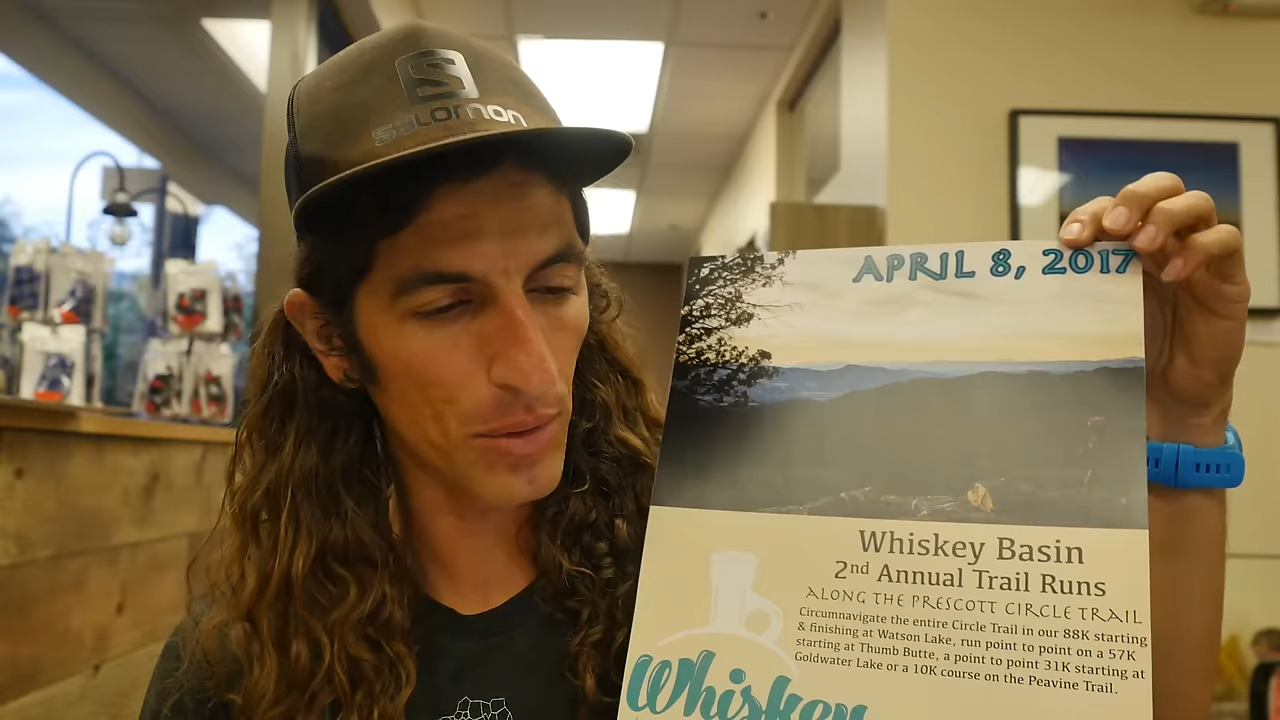 S
SALOMON
APRIL 8, 2017
Whiskey Basin
2nd Annual Trail Runs
ALONG THE PRESCOTT CIRCLE TRAIL
Circumnavigate the entire Circle Trail in our 88K starting
& finishing at Watson Lake, run point to point on a 57K
starting at Thumb Butte, a point to point 31K starting at
Goldwater Lake or a 10K course on the Peavine Trail.
Whiskey